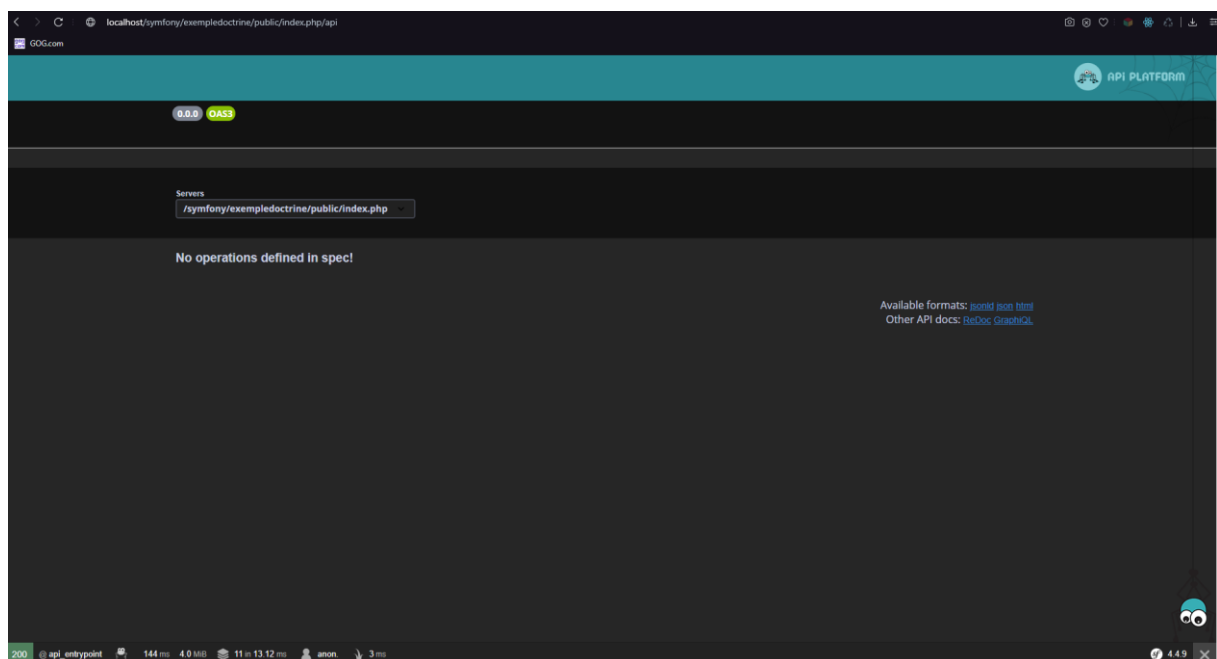 localhost/symfony/exempledoctrine/public/index.php/api
GOG.com
API PLATFORM
0.0.0 OAS3
Servers
/symfony/exempledoctrine/public/index.php
No operations defined in spec!
Available formats: jsonld json html
Other API docs: ReDoc GraphiQL
200 @ api_entrypoint 144 ms 4.0 MiB 11 in 13.12 ms anon. 3 ms 4.4.9